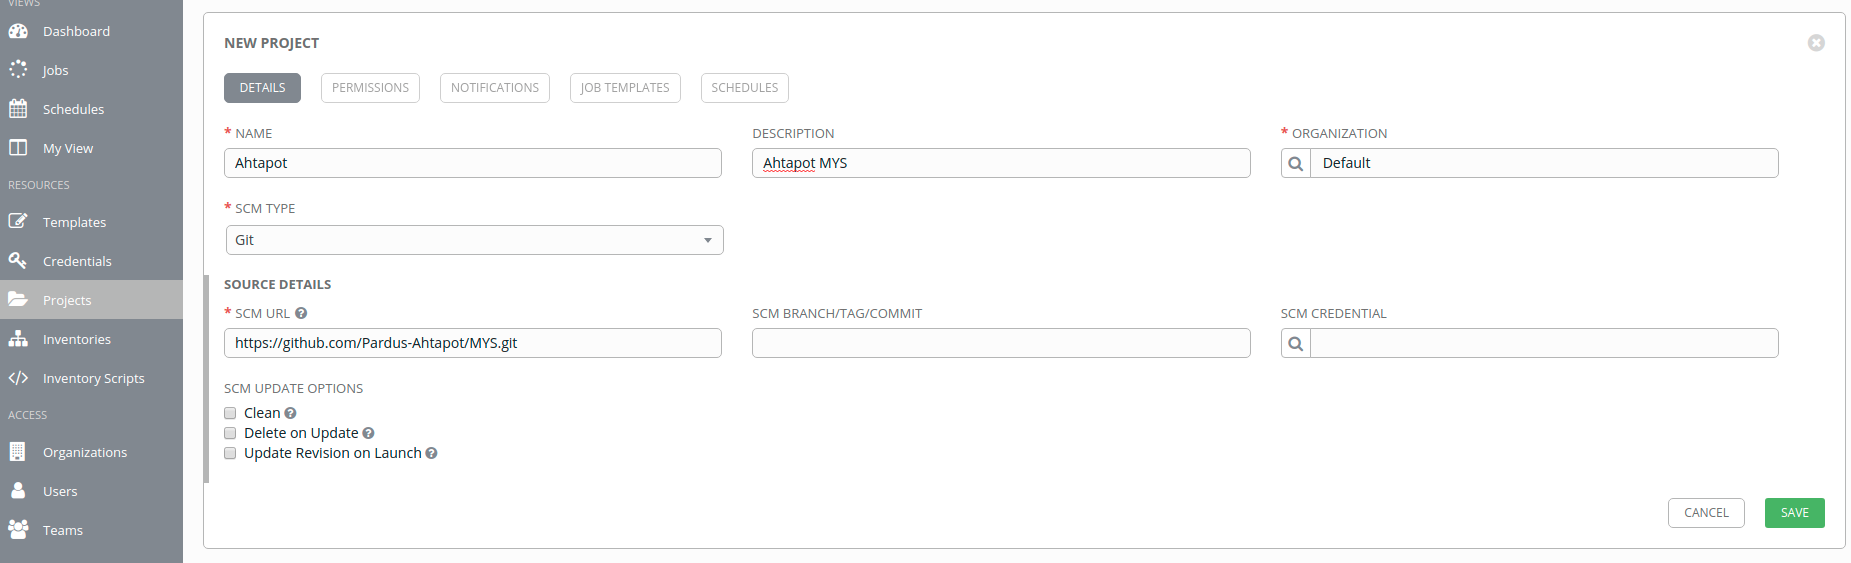 VIEWS
Dashboard
Jobs
Schedules
My View
RESOURCES
Templates
Credentials
Projects
Inventories
Inventory Scripts
ACCESS
Organizations
Users
Teams
NEW PROJECT
DETAILS PERMISSIONS NOTIFICATIONS JOB TEMPLATES SCHEDULES
* NAME DESCRIPTION * ORGANIZATION
Ahtapot Ahtapot MYS Default
* SCM TYPE
Git
SOURCE DETAILS
* SCM URL ? SCM BRANCH/TAG/COMMIT SCM CREDENTIAL
https://github.com/Pardus-Ahtapot/MYS.git
SCM UPDATE OPTIONS
Clean ?
Delete on Update ?
Update Revision on Launch ?
CANCEL SAVE